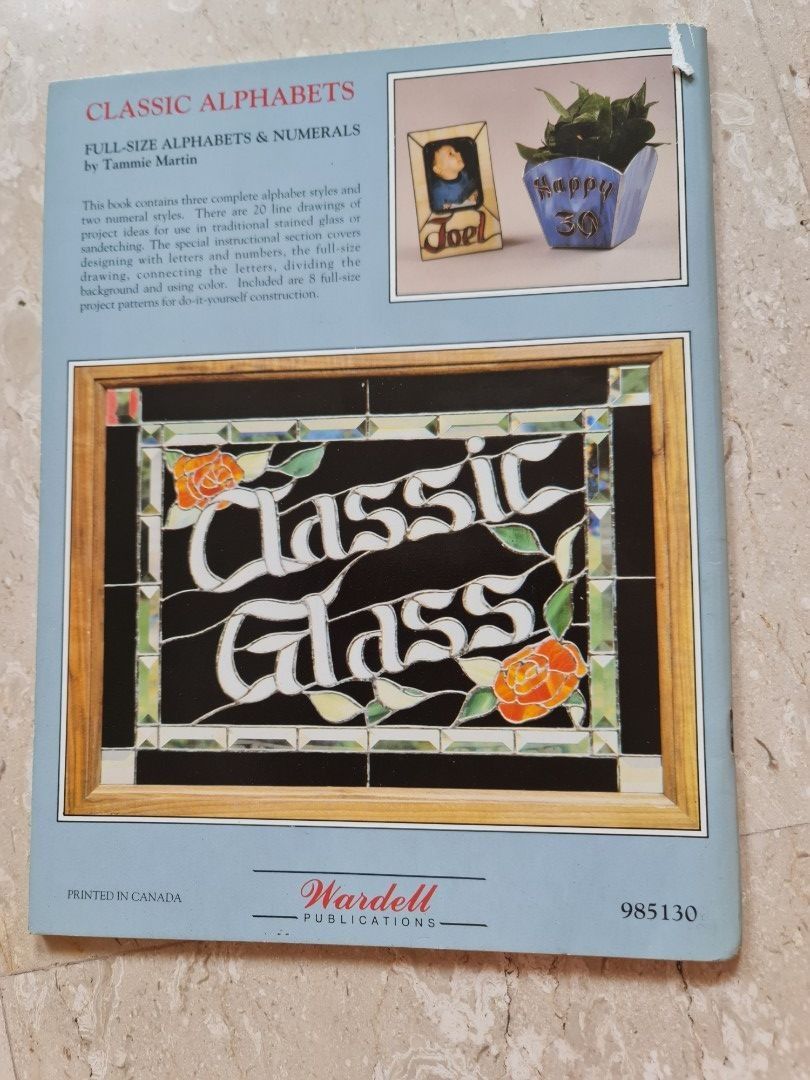 CLASSIC ALPHABETS
FULL-SIZE ALPHABETS & NUMERALS
by Tammie Martin
This book contains three complete alphabet styles and
two numeral styles. There are 20 line drawings of
project ideas for use in traditional stained glass or
sandetching. The special instructional section covers
designing with letters and numbers, the full-size
drawing, connecting the letters, dividing the
background and using color. Included are 8 full-size
project patterns for do-it-yourself construction.
Joel
Happy
30
Classic
Glass
PRINTED IN CANADA
Wardell
PUBLICATIONS
985130